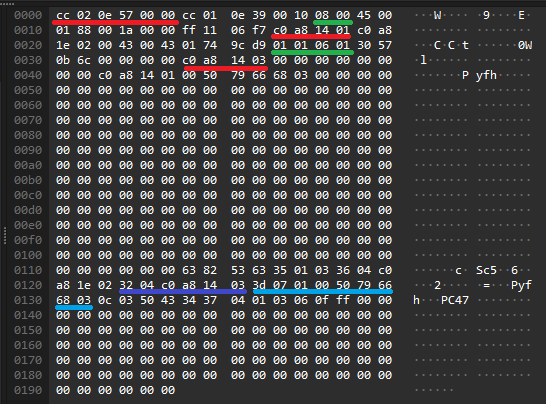 0000 cc 02 0e 57 00 00 cc 01 0e 39 00 10 08 00 45 00 ···W·····9····E·
0010 01 88 00 1a 00 00 ff 11 06 f7 c0 a8 14 01 c0 a8 ················
0020 1e 02 00 43 00 43 01 74 9c d9 01 01 06 01 30 57 ···C·C·t······0W
0030 0b 6c 00 00 00 00 c0 a8 14 03 00 00 00 00 00 00 ·l··············
0040 00 00 c0 a8 14 01 00 50 79 66 68 03 00 00 00 00 ·······Pyfh·····
0050 00 00 00 00 00 00 00 00 00 00 00 00 00 00 00 00 ················
0060 00 00 00 00 00 00 00 00 00 00 00 00 00 00 00 00 ················
0070 00 00 00 00 00 00 00 00 00 00 00 00 00 00 00 00 ················
0080 00 00 00 00 00 00 00 00 00 00 00 00 00 00 00 00 ················
0090 00 00 00 00 00 00 00 00 00 00 00 00 00 00 00 00 ················
00a0 00 00 00 00 00 00 00 00 00 00 00 00 00 00 00 00 ················
00b0 00 00 00 00 00 00 00 00 00 00 00 00 00 00 00 00 ················
00c0 00 00 00 00 00 00 00 00 00 00 00 00 00 00 00 00 ················
00d0 00 00 00 00 00 00 00 00 00 00 00 00 00 00 00 00 ················
00e0 00 00 00 00 00 00 00 00 00 00 00 00 00 00 00 00 ················
00f0 00 00 00 00 00 00 00 00 00 00 00 00 00 00 00 00 ················
0100 00 00 00 00 00 00 00 00 00 00 00 00 00 00 00 00 ················
0110 00 00 00 00 00 00 63 82 53 63 35 01 03 36 04 c0 ······c·Sc5··6··
0120 a8 1e 02 32 04 c0 a8 14 03 3d 07 01 00 50 79 66 ···2·····=···Pyf
0130 68 03 0c 03 50 43 34 37 04 01 03 06 0f ff 00 00 h···PC47········
0140 00 00 00 00 00 00 00 00 00 00 00 00 00 00 00 00 ················
0150 00 00 00 00 00 00 00 00 00 00 00 00 00 00 00 00 ················
0160 00 00 00 00 00 00 00 00 00 00 00 00 00 00 00 00 ················
0170 00 00 00 00 00 00 00 00 00 00 00 00 00 00 00 00 ················
0180 00 00 00 00 00 00 00 00 00 00 00 00 00 00 00 00 ················
0190 00 00 00 00 00 00 ······